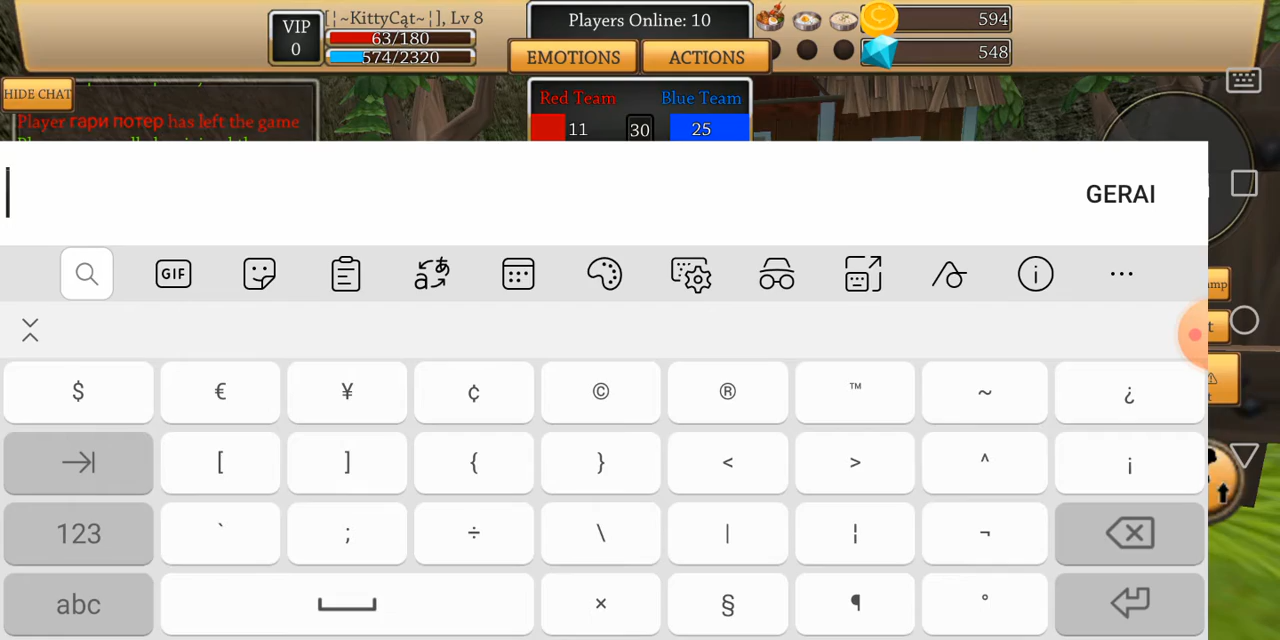 VIP
0
[¦~KittyCąt~¦], Lv 8
63/180
574/2320
Players Online: 10
EMOTIONS
ACTIONS
594
548
HIDE CHAT
Player гари потер has left the game
Red Team
Blue Team
11
30
25
GERAI
GIF
$ € ¥ ¢ © ® ™ ~ ¿
[ ] { } < > ^ ¡
123 ` ; ÷ \ | ¦ ¬
abc × § ¶ °